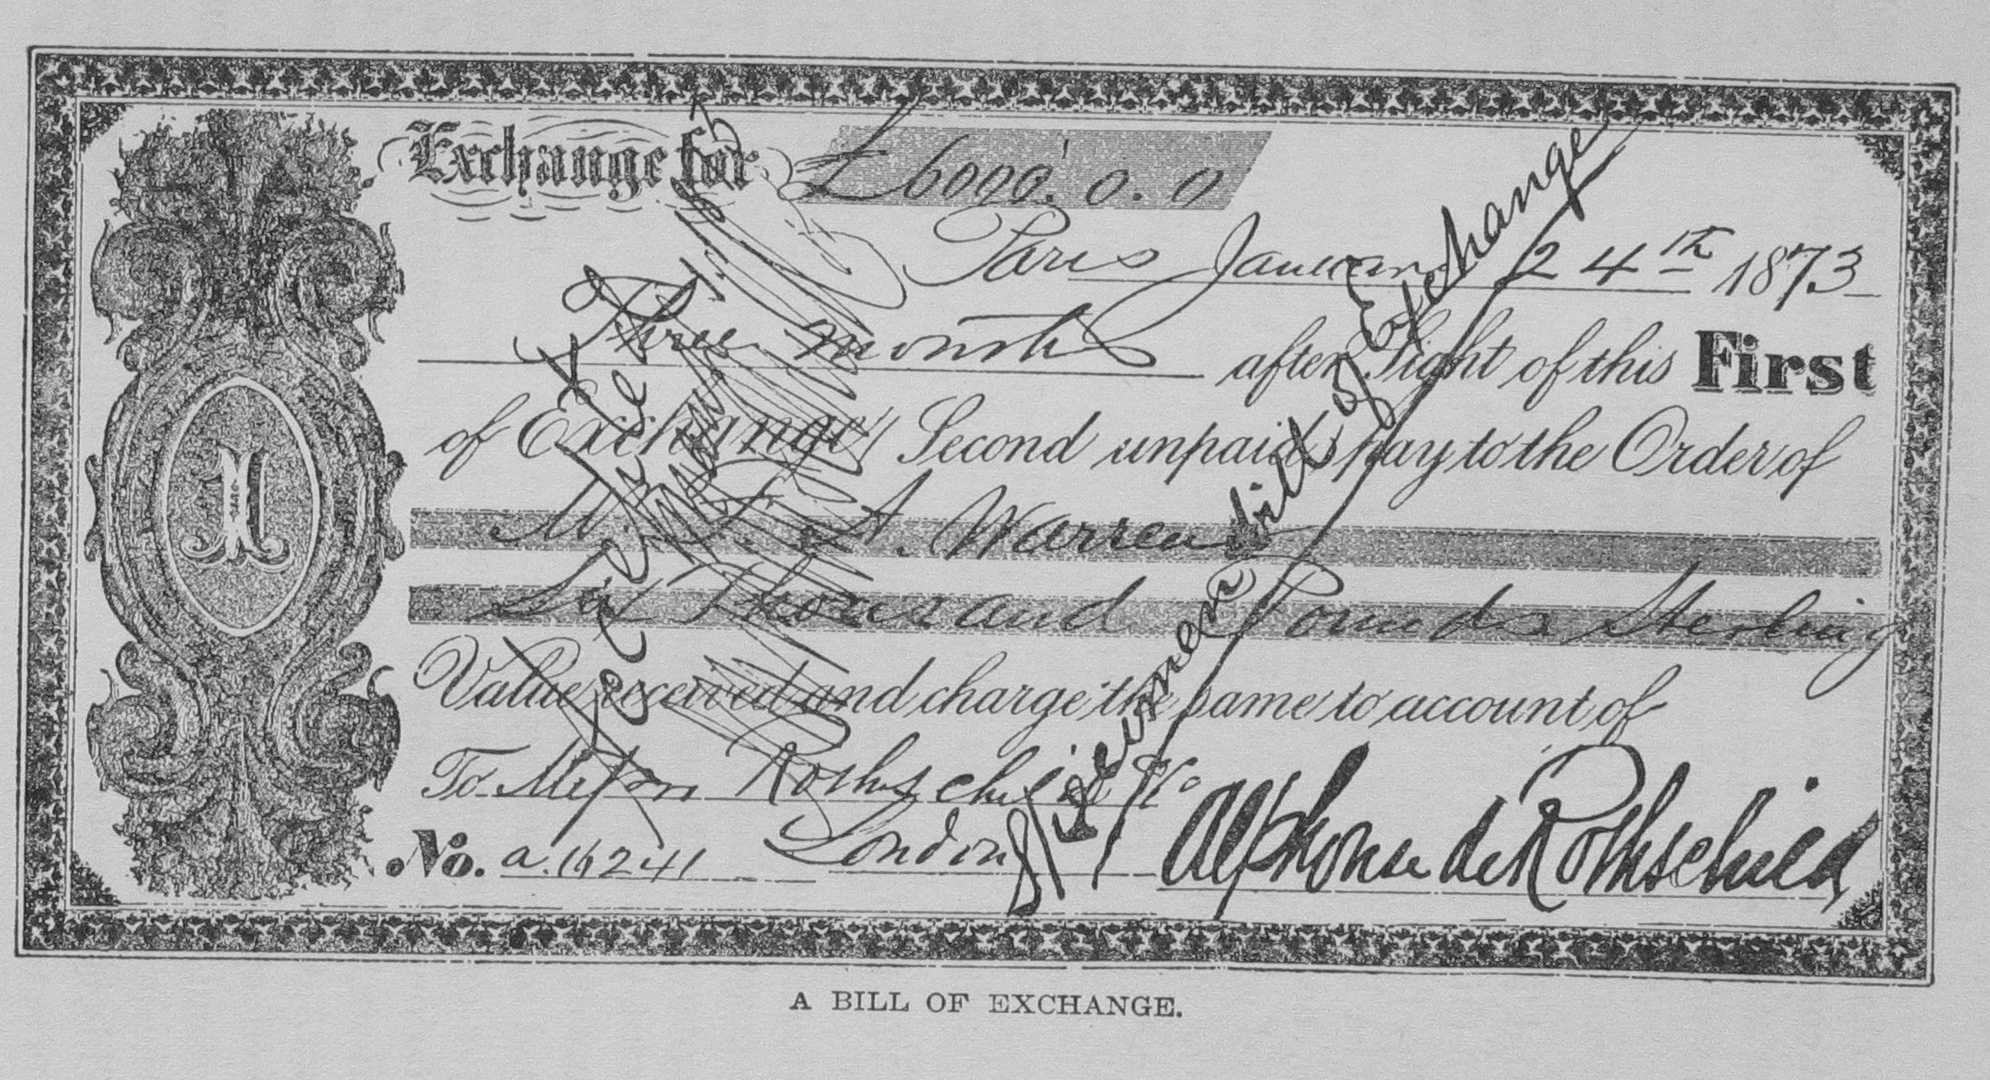 Exchange for £6000. 0. 0
Paris January 24th 1873
Three months after Sight of this First
of Exchange Second unpaid pay to the Order of
A. Warren
Six Thousand Pounds Sterling
Value received and charge the same to account of
To Messrs Rothschild & Co
London
No. a.16241
Alphonse de Rothschild
1
Specimen bill of Exchange
A BILL OF EXCHANGE.